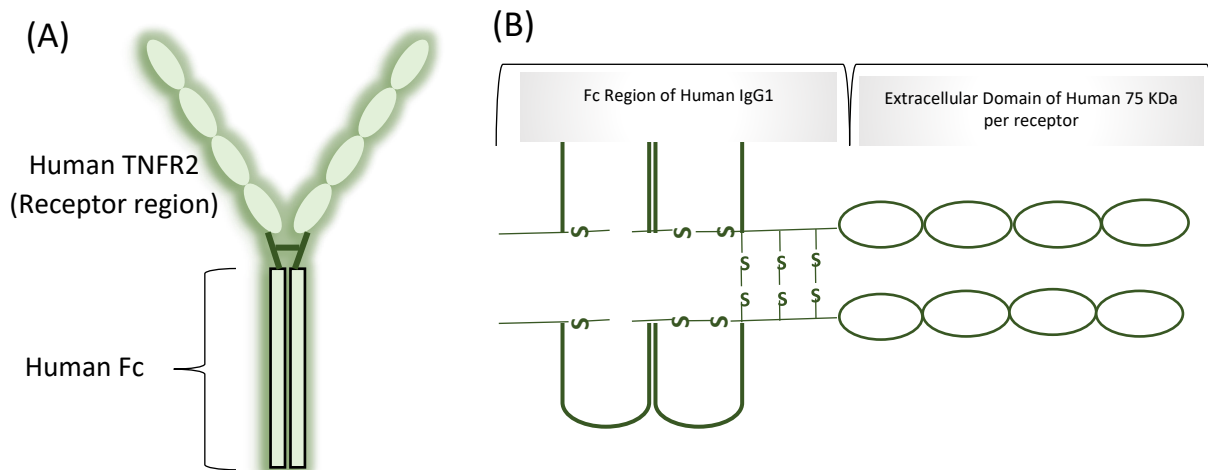 (A)
Human TNFR2
(Receptor region)
Human Fc
(B)
Fc Region of Human IgG1
Extracellular Domain of Human 75 KDa
per receptor
S S S
S S S
S S S
S S S